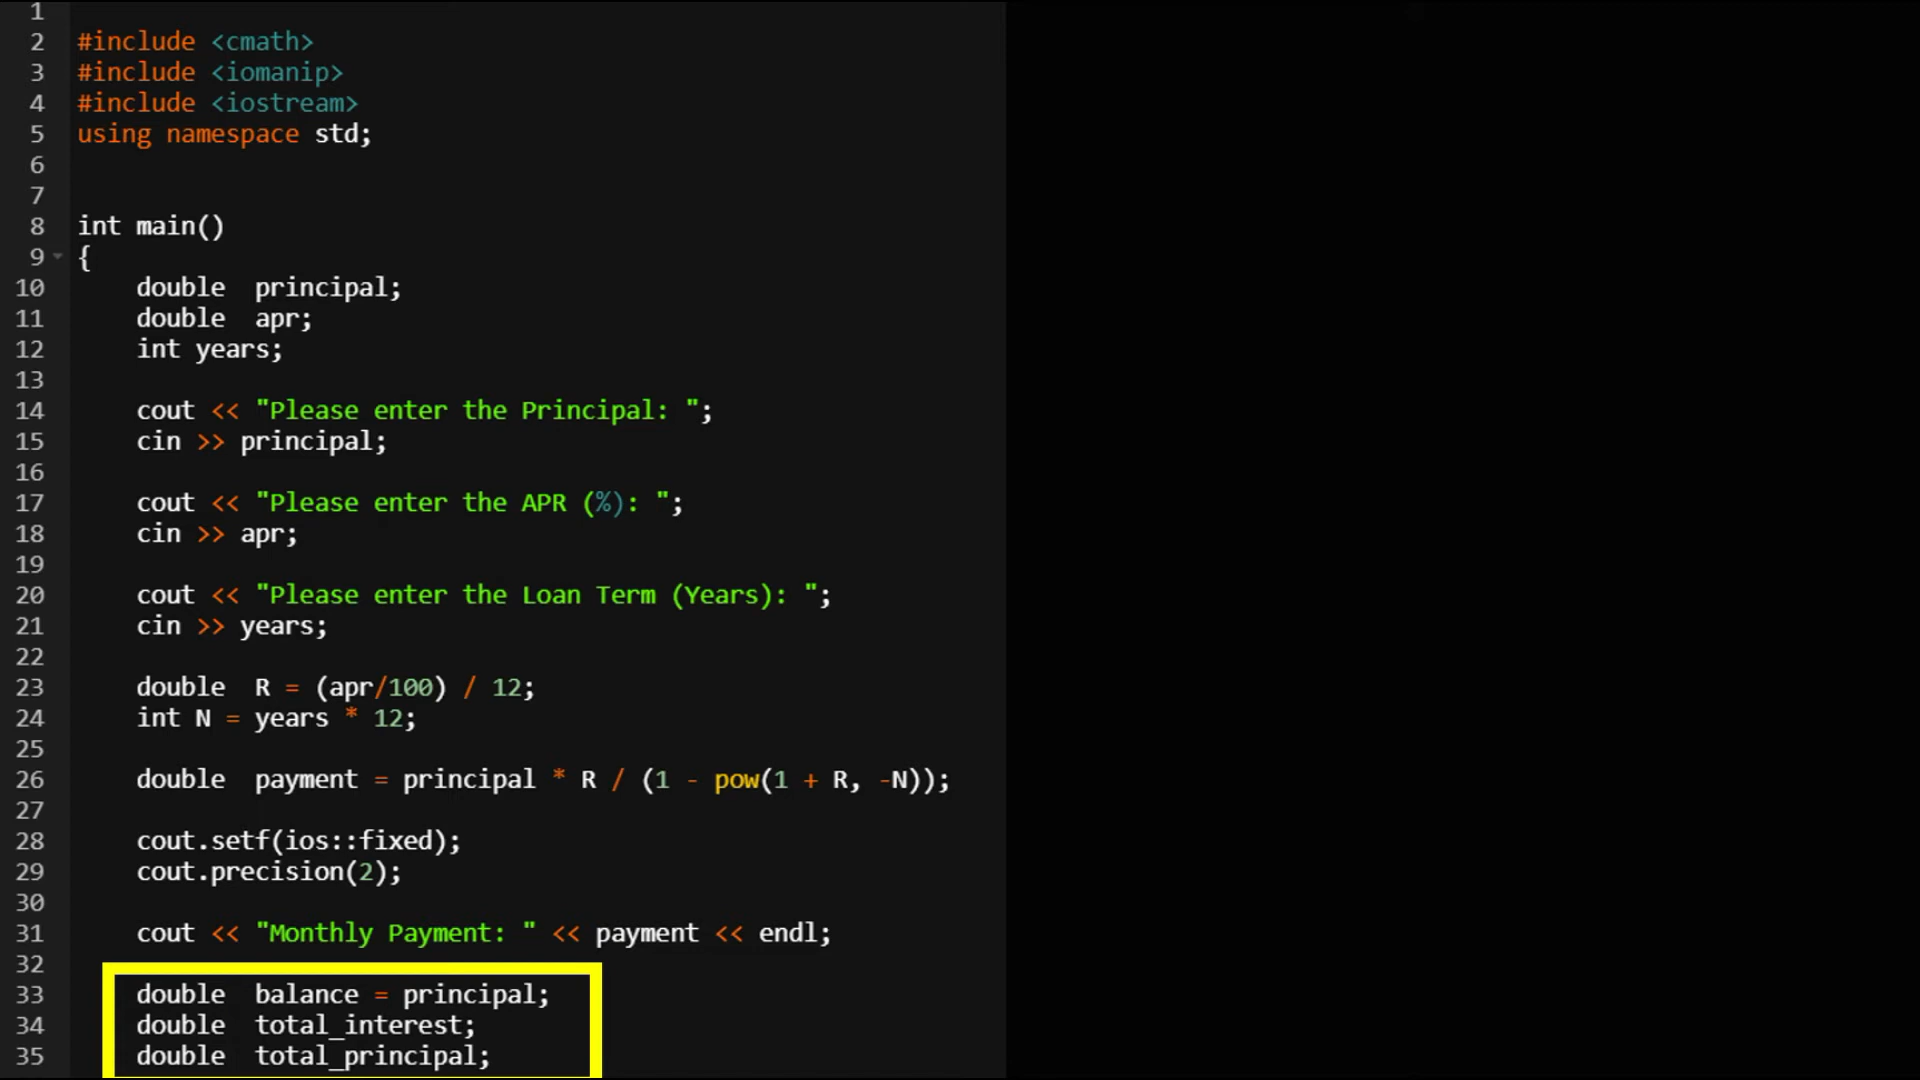 1
2 #include <cmath>
3 #include <iomanip>
4 #include <iostream>
5 using namespace std;
6
7
8 int main()
9 {
10 double  principal;
11 double  apr;
12 int years;
13
14 cout << "Please enter the Principal: ";
15 cin >> principal;
16
17 cout << "Please enter the APR (%): ";
18 cin >> apr;
19
20 cout << "Please enter the Loan Term (Years): ";
21 cin >> years;
22
23 double  R = (apr/100) / 12;
24 int N = years * 12;
25
26 double  payment = principal * R / (1 - pow(1 + R, -N));
27
28 cout.setf(ios::fixed);
29 cout.precision(2);
30
31 cout << "Monthly Payment: " << payment << endl;
32
33 double  balance = principal;
34 double  total_interest;
35 double  total_principal;